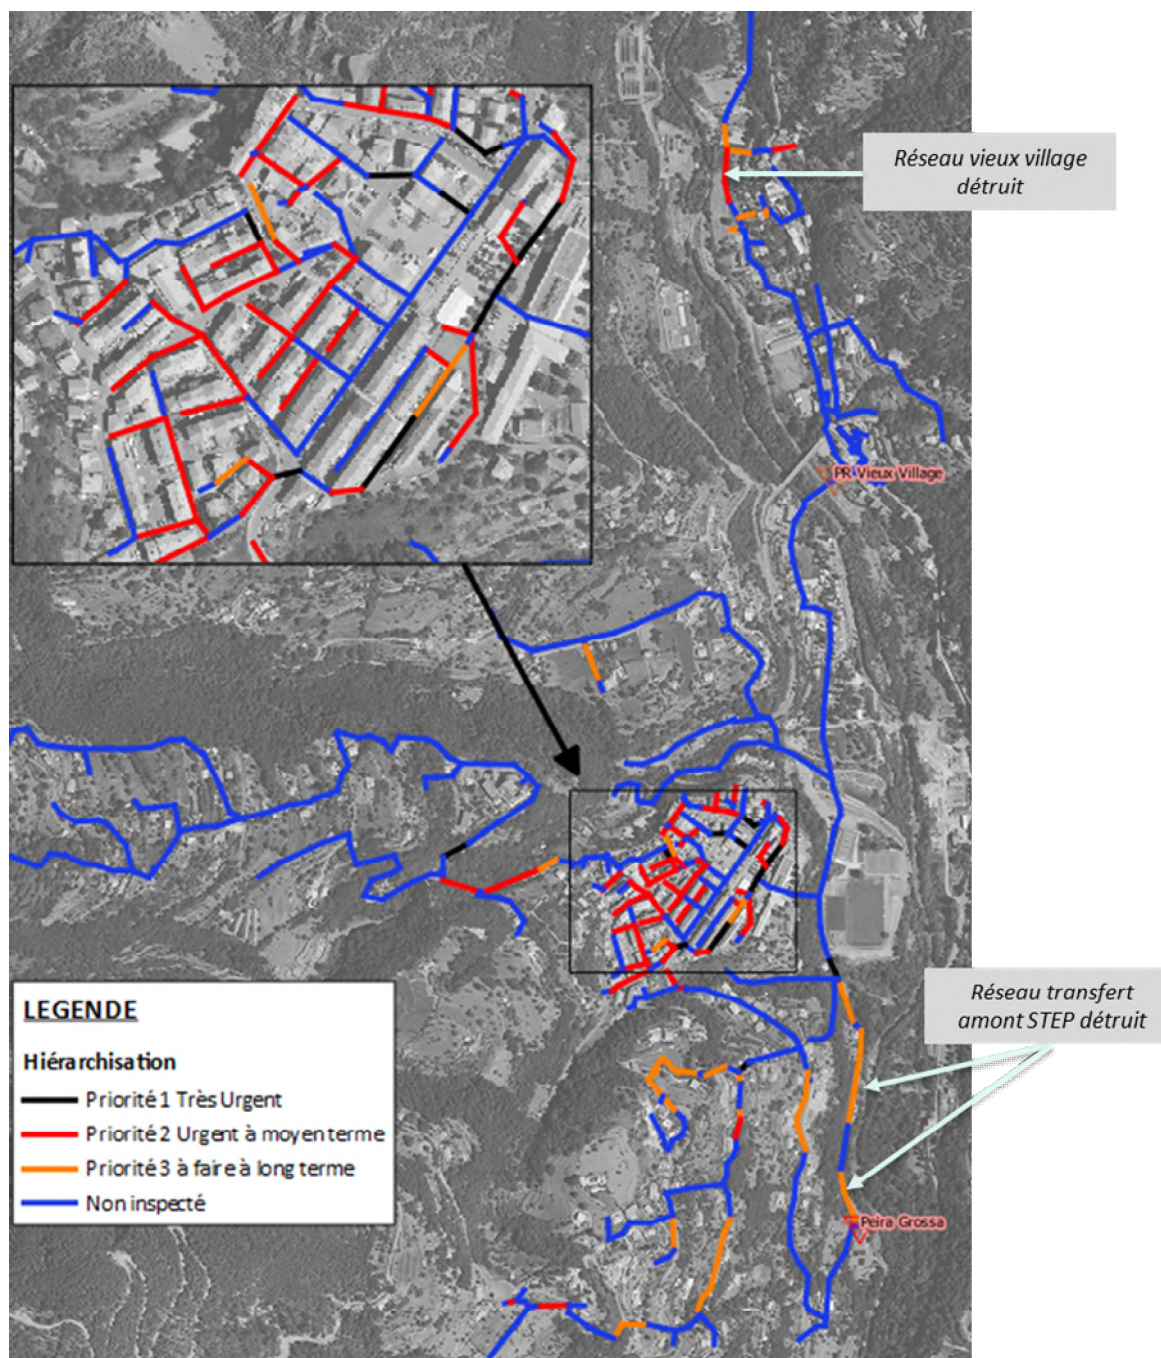 Réseau vieux village
détruit
PR Vieux Village
Réseau transfert
amont STEP détruit
Peira Grossa
LEGENDE
Hiérarchisation
Priorité 1 Très Urgent
Priorité 2 Urgent à moyen terme
Priorité 3 à faire à long terme
Non inspecté